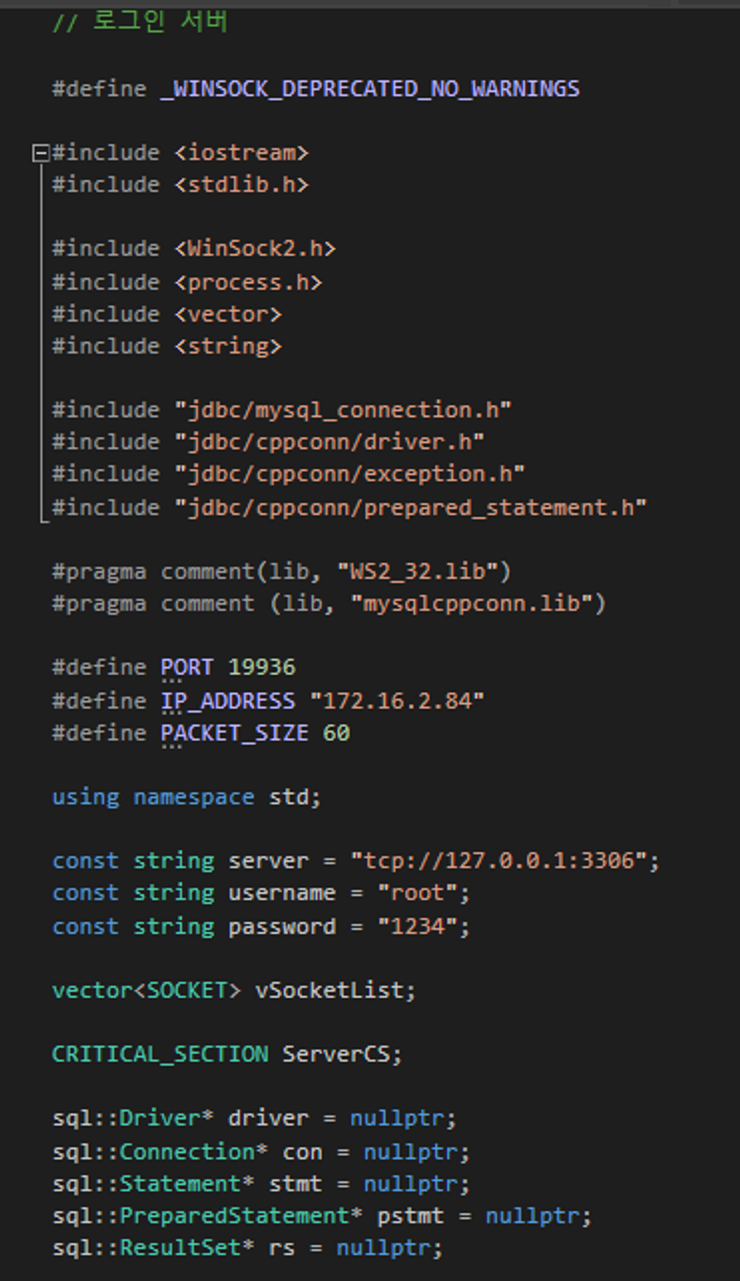 // 로그인 서버
#define _WINSOCK_DEPRECATED_NO_WARNINGS
#include <iostream>
#include <stdlib.h>
#include <WinSock2.h>
#include <process.h>
#include <vector>
#include <string>
#include "jdbc/mysql_connection.h"
#include "jdbc/cppconn/driver.h"
#include "jdbc/cppconn/exception.h"
#include "jdbc/cppconn/prepared_statement.h"
#pragma comment(lib, "WS2_32.lib")
#pragma comment (lib, "mysqlcppconn.lib")
#define PORT 19936
#define IP_ADDRESS "172.16.2.84"
#define PACKET_SIZE 60
using namespace std;
const string server = "tcp://127.0.0.1:3306";
const string username = "root";
const string password = "1234";
vector<SOCKET> vSocketList;
CRITICAL_SECTION ServerCS;
sql::Driver* driver = nullptr;
sql::Connection* con = nullptr;
sql::Statement* stmt = nullptr;
sql::PreparedStatement* pstmt = nullptr;
sql::ResultSet* rs = nullptr;